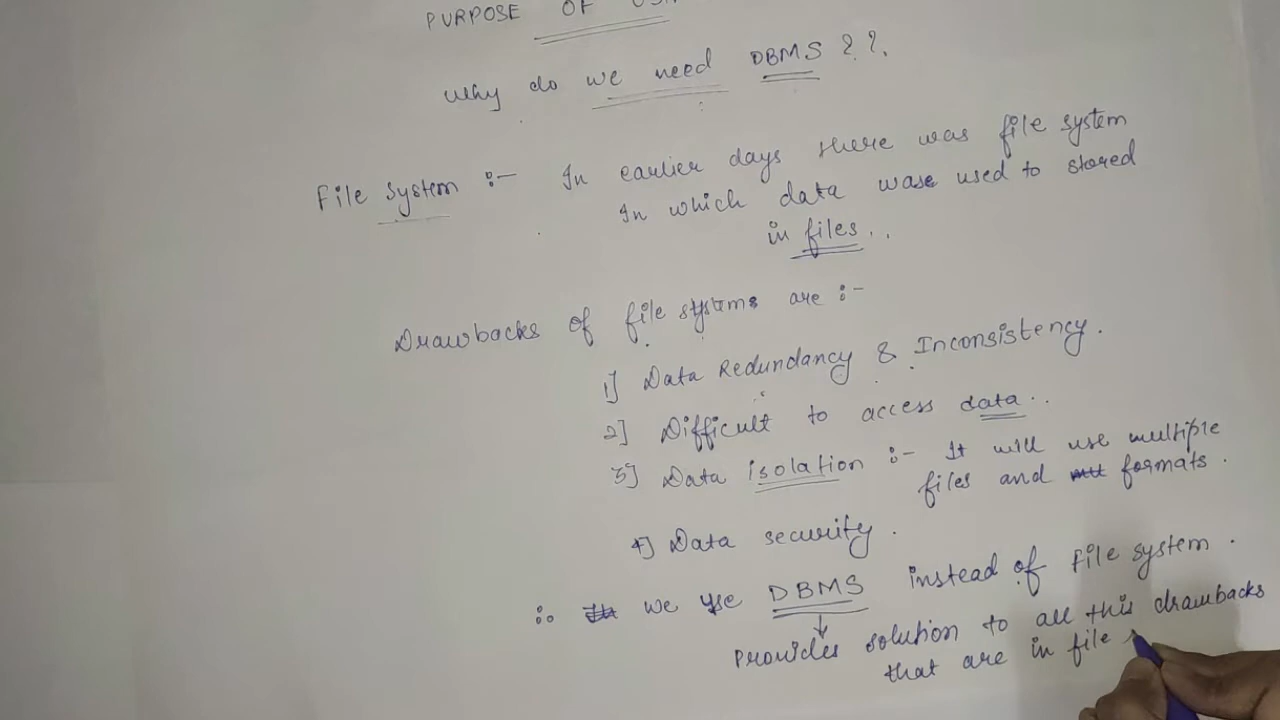 PURPOSE OF
Why do we need DBMS ??.
File System :- In earlier days there was file system
In which data wase used to stored
in files..
Drawbacks of file systems are :-
1] Data Redundancy & Inconsistency.
2] Difficult to access data..
3] Data isolation :- It will use multiple
files and formats.
4] Data security.
∴ we use DBMS instead of File system.
Provides solution to all this drawbacks
that are in file